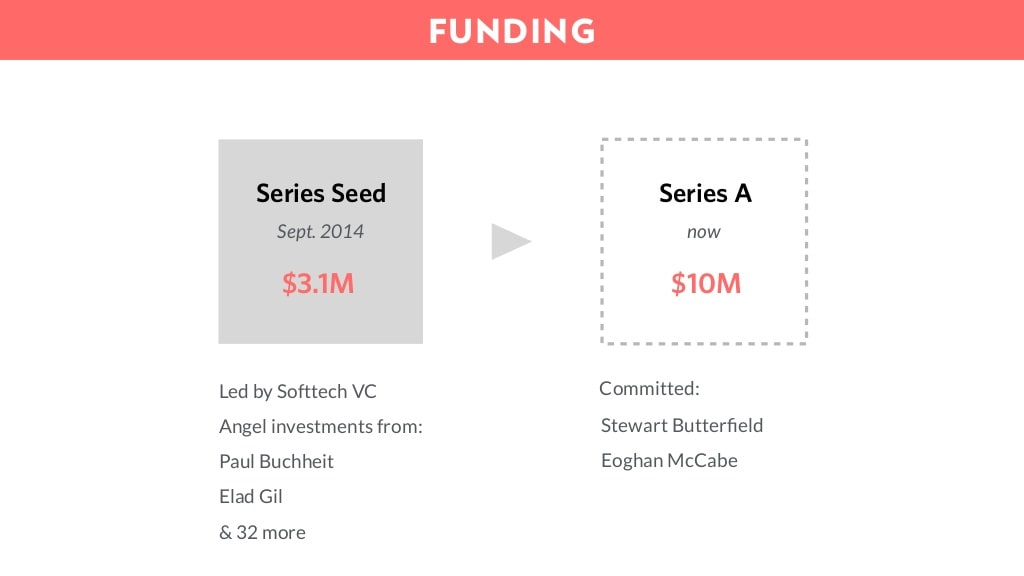 FUNDING
Series Seed
Sept. 2014
$3.1M
Led by Softtech VC
Angel investments from:
Paul Buchheit
Elad Gil
& 32 more
Series A
now
$10M
Committed:
Stewart Butterfield
Eoghan McCabe